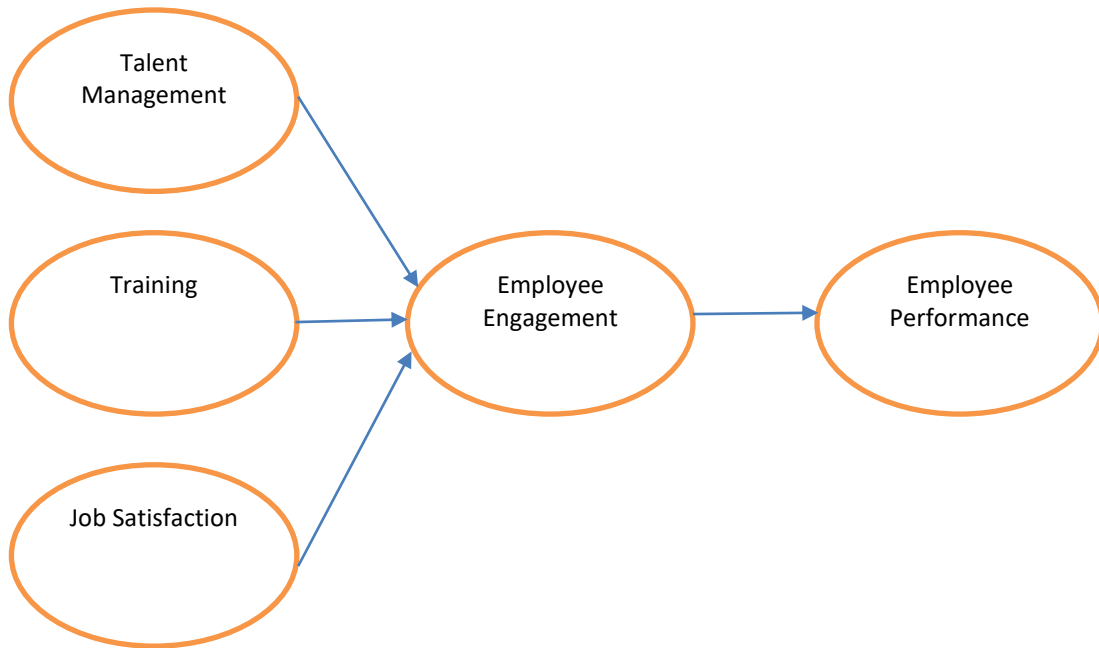 Talent
Management
Training
Employee
Engagement
Employee
Performance
Job Satisfaction